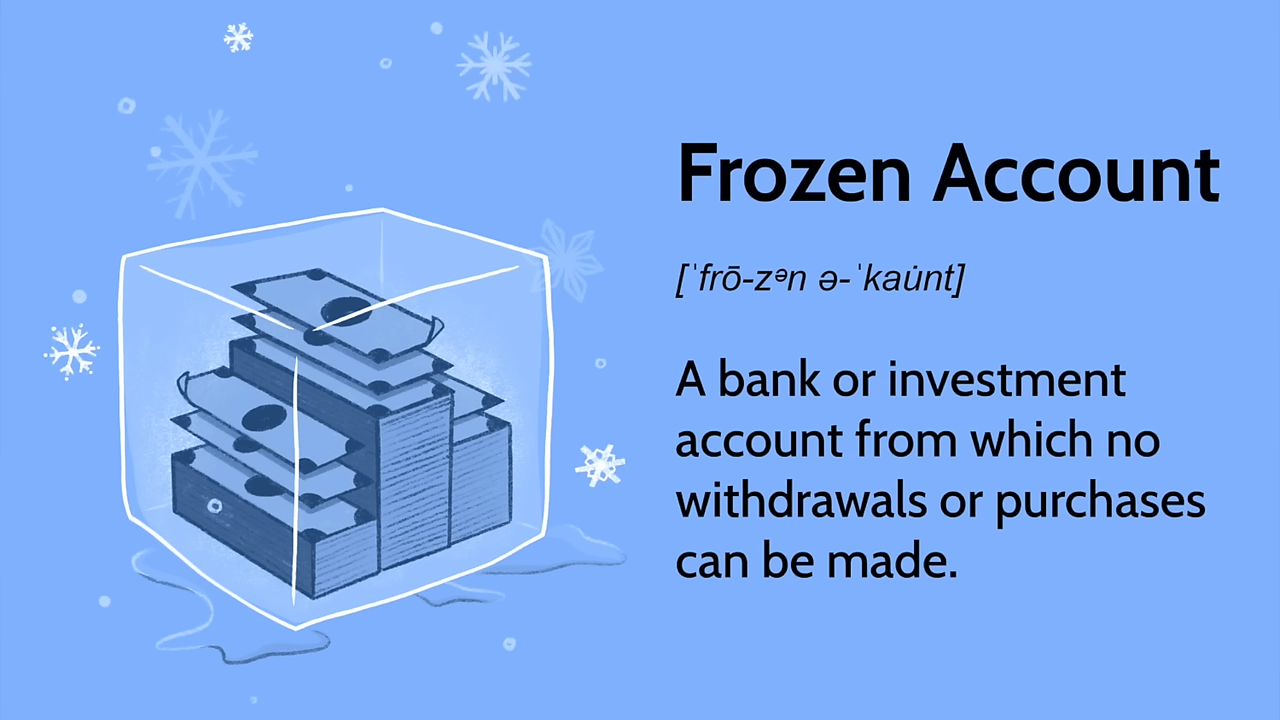 Frozen Account
[ˈfrō-zᵊn ə-ˈkau̇nt]
A bank or investment
account from which no
withdrawals or purchases
can be made.